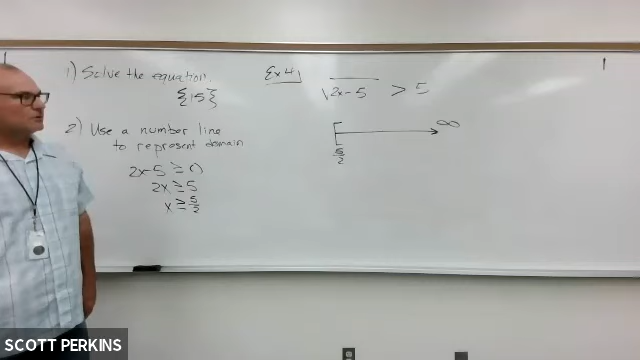 1) Solve the equation.
{15}
2) Use a number line
to represent domain
2x-5 ≥ 0
2x ≥ 5
x ≥ 5/2
Ex 4)
√2x-5 > 5
[ ∞
5/2
SCOTT PERKINS